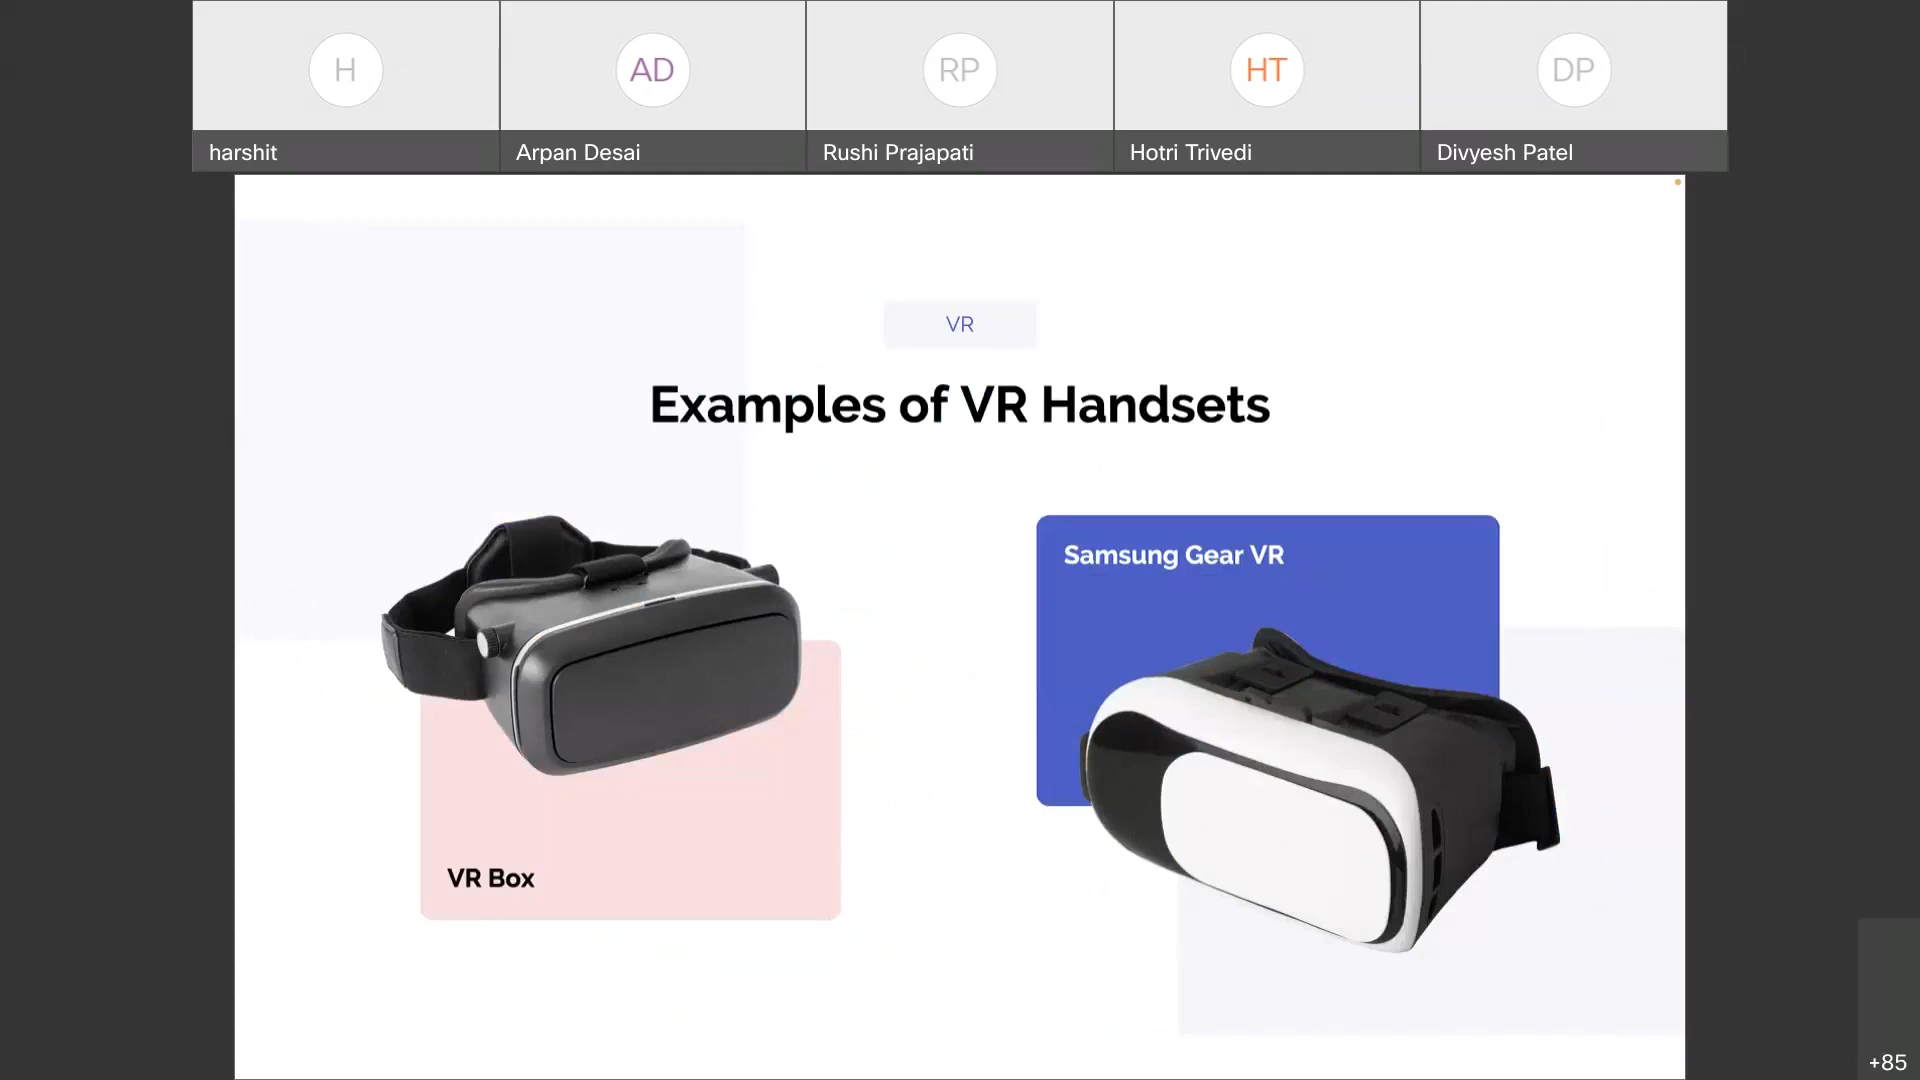 H
AD
RP
HT
DP
harshit
Arpan Desai
Rushi Prajapati
Hotri Trivedi
Divyesh Patel
VR
Examples of VR Handsets
Samsung Gear VR
VR Box
+85